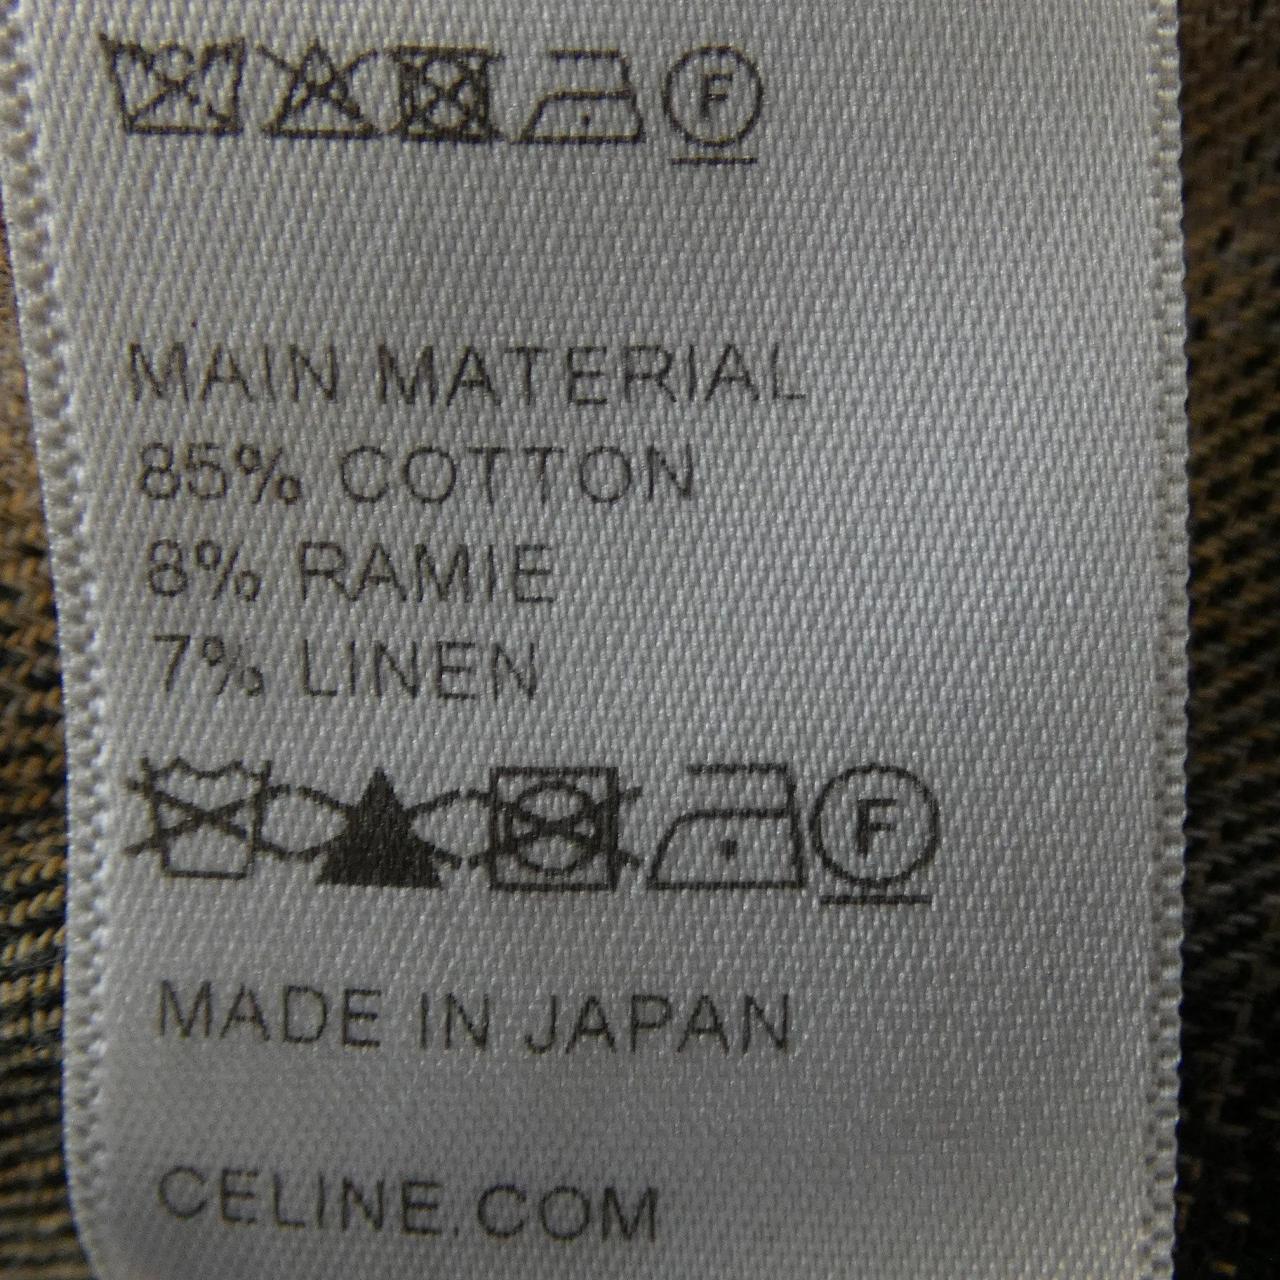 F
MAIN MATERIAL
85% COTTON
8% RAMIE
7% LINEN
F
MADE IN JAPAN
CELINE.COM